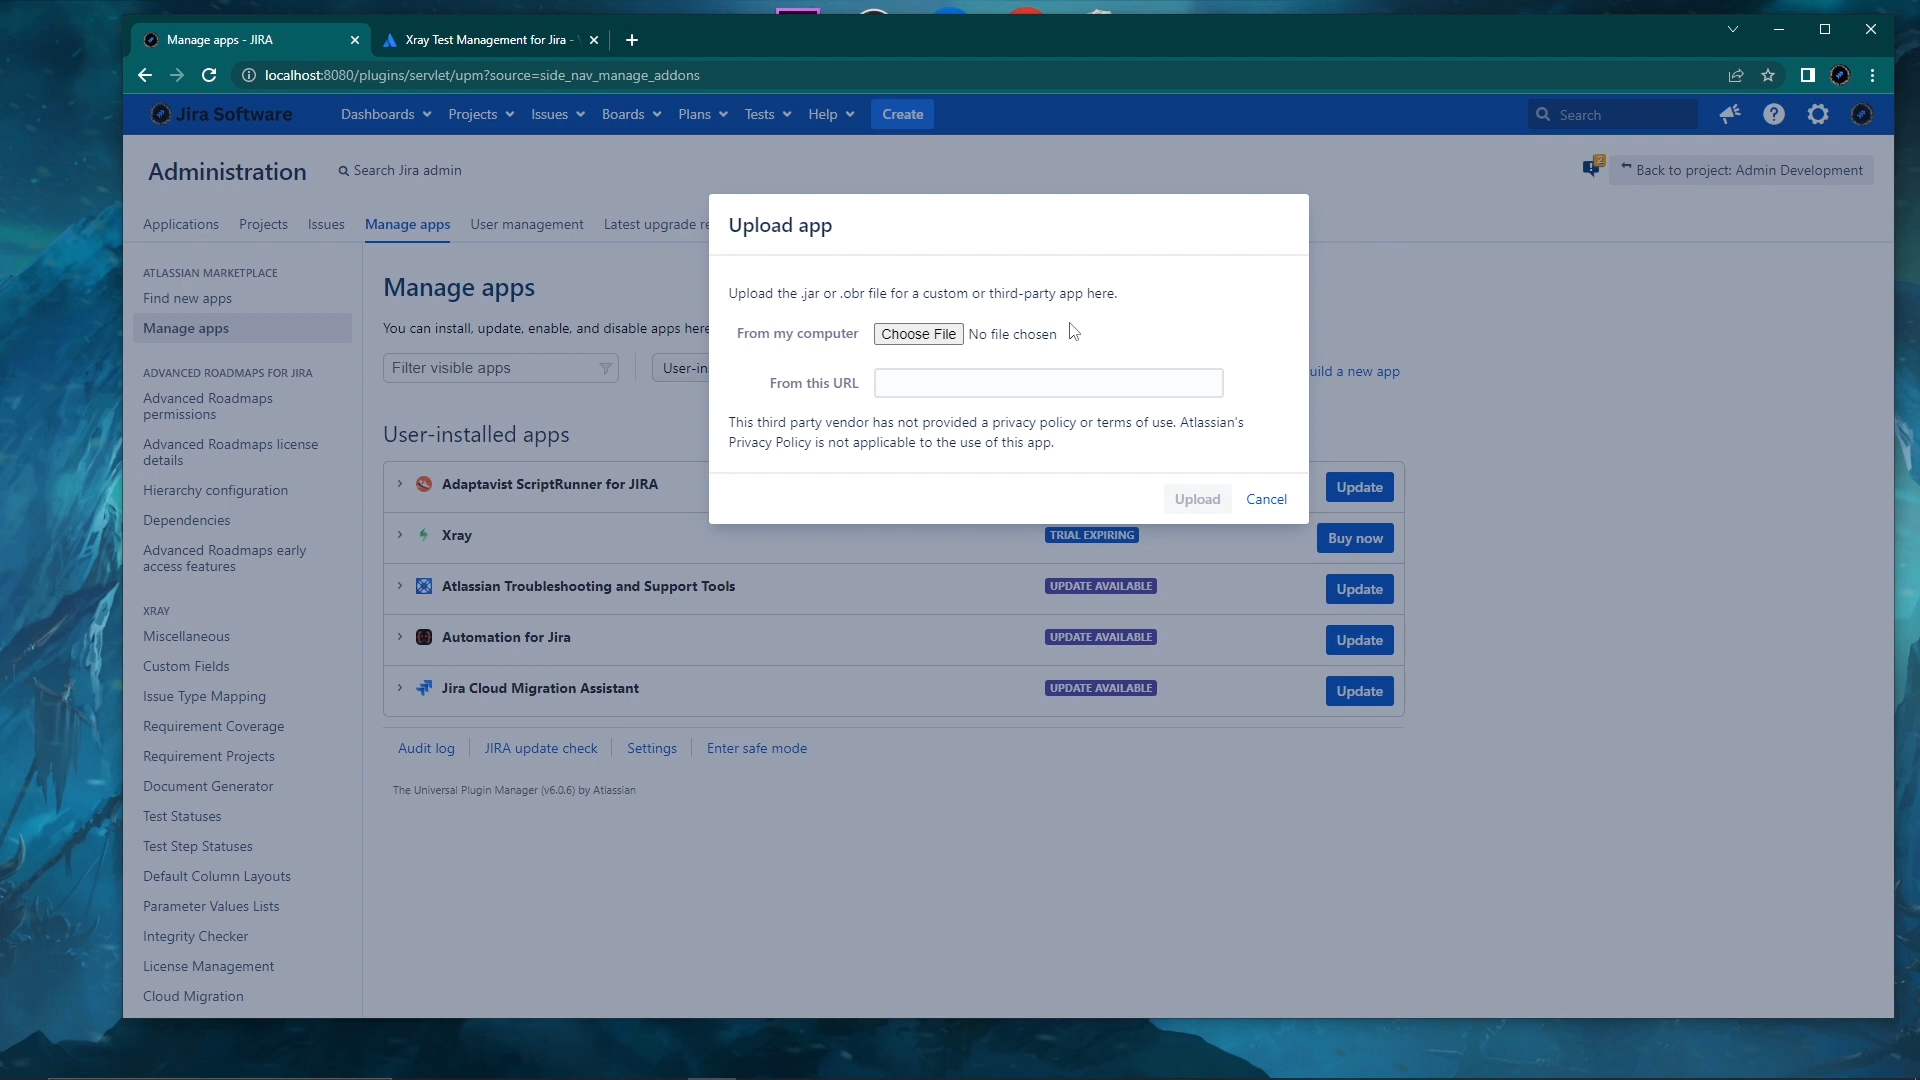 Manage apps - JIRA
Xray Test Management for Jira -
localhost:8080/plugins/servlet/upm?source=side_nav_manage_addons
Jira Software
Dashboards Projects Issues Boards Plans Tests Help Create
Search
Administration
Search Jira admin
2
Back to project: Admin Development
Applications Projects Issues Manage apps User management Latest upgrade re
ATLASSIAN MARKETPLACE
Find new apps
Manage apps
ADVANCED ROADMAPS FOR JIRA
Advanced Roadmaps
permissions
Advanced Roadmaps license
details
Hierarchy configuration
Dependencies
Advanced Roadmaps early
access features
XRAY
Miscellaneous
Custom Fields
Issue Type Mapping
Requirement Coverage
Requirement Projects
Document Generator
Test Statuses
Test Step Statuses
Default Column Layouts
Parameter Values Lists
Integrity Checker
License Management
Cloud Migration
Manage apps
You can install, update, enable, and disable apps here
Filter visible apps
User-in
uild a new app
User-installed apps
Adaptavist ScriptRunner for JIRA
Update
Xray
TRIAL EXPIRING
Buy now
Atlassian Troubleshooting and Support Tools
UPDATE AVAILABLE
Update
Automation for Jira
UPDATE AVAILABLE
Update
Jira Cloud Migration Assistant
UPDATE AVAILABLE
Update
Audit log JIRA update check Settings Enter safe mode
The Universal Plugin Manager (v6.0.6) by Atlassian
Upload app
Upload the .jar or .obr file for a custom or third-party app here.
From my computer Choose File No file chosen
From this URL
This third party vendor has not provided a privacy policy or terms of use. Atlassian's
Privacy Policy is not applicable to the use of this app.
Upload Cancel